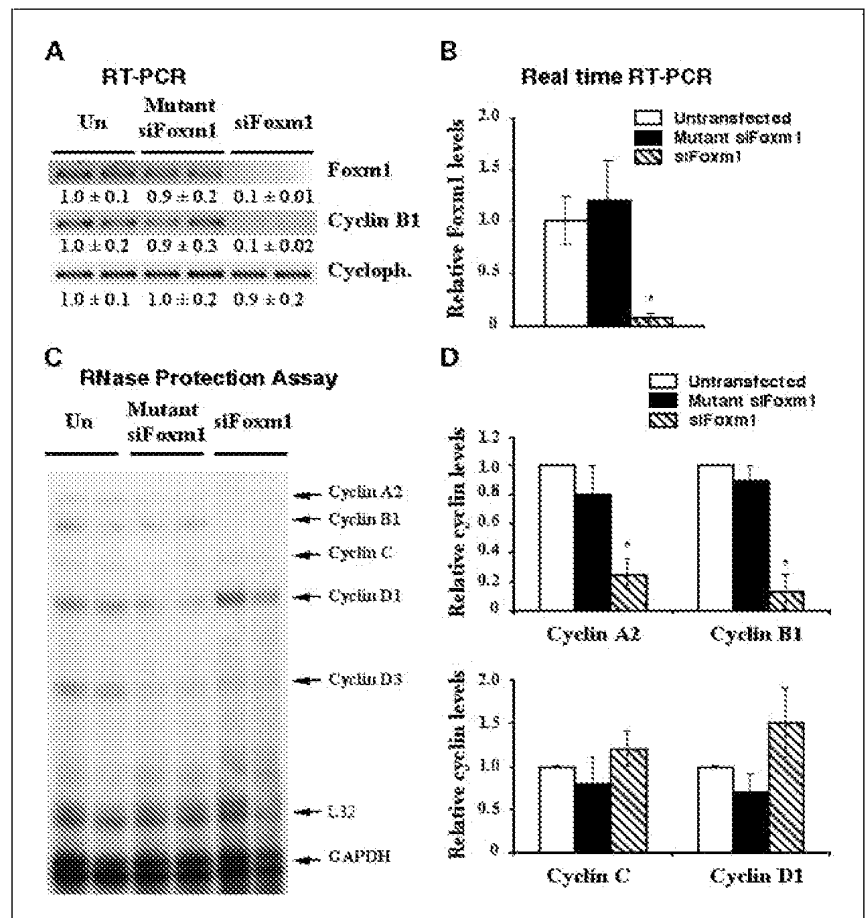 A
RT-PCR
Un
Mutant
siFoxm1
siFoxm1
Foxm1
1.0 ± 0.1 0.9 ± 0.2 0.1 ± 0.01
Cyclin B1
1.0 ± 0.2 0.9 ± 0.3 0.1 ± 0.02
Cycloph.
1.0 ± 0.1 1.0 ± 0.2 0.9 ± 0.2
B
Real time RT-PCR
Untransfected
Mutant siFoxm1
siFoxm1
Relative Foxm1 levels
2.0
1.5
1.0
0.5
0
*
C
RNase Protection Assay
Un
Mutant
siFoxm1
siFoxm1
Cyclin A2
Cyclin B1
Cyclin C
Cyclin D1
Cyclin D3
L32
GAPDH
D
Untransfected
Mutant siFoxm1
siFoxm1
Relative cyclin levels
1.2
1.0
0.8
0.6
0.4
0.2
0
*
*
Cyclin A2 Cyclin B1
Relative cyclin levels
2.0
1.5
1.0
0.5
0
Cyclin C Cyclin D1